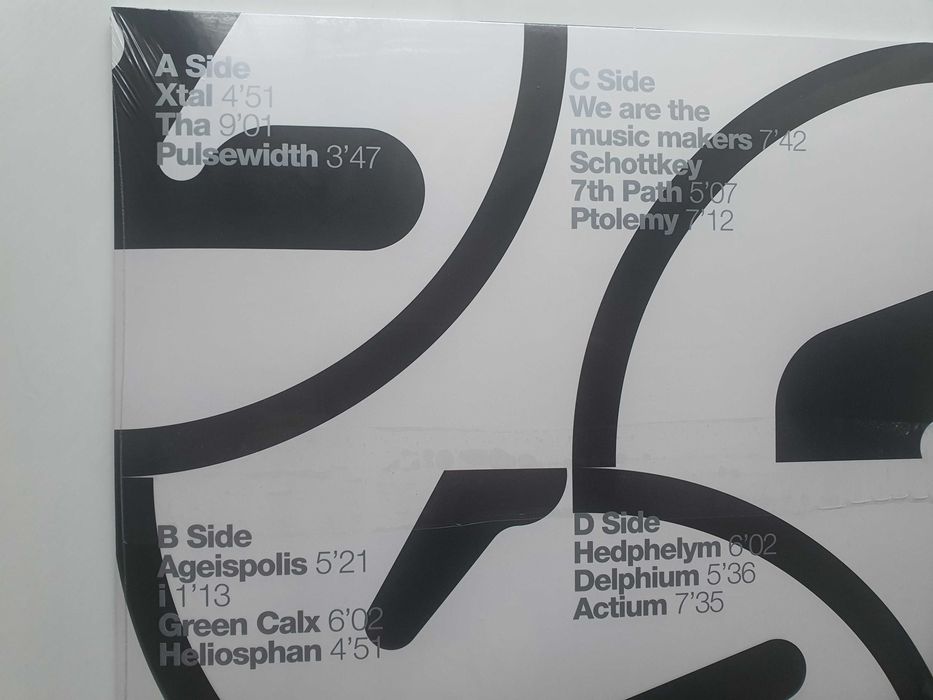 A Side
Xtal 4'51
Tha 9'01
Pulsewidth 3'47
B Side
Ageispolis 5'21
i 1'13
Green Calx 6'02
Heliosphan 4'51
C Side
We are the
music makers 7'42
Schottkey
7th Path 5'07
Ptolemy 7'12
D Side
Hedphelym 6'02
Delphium 5'36
Actium 7'35